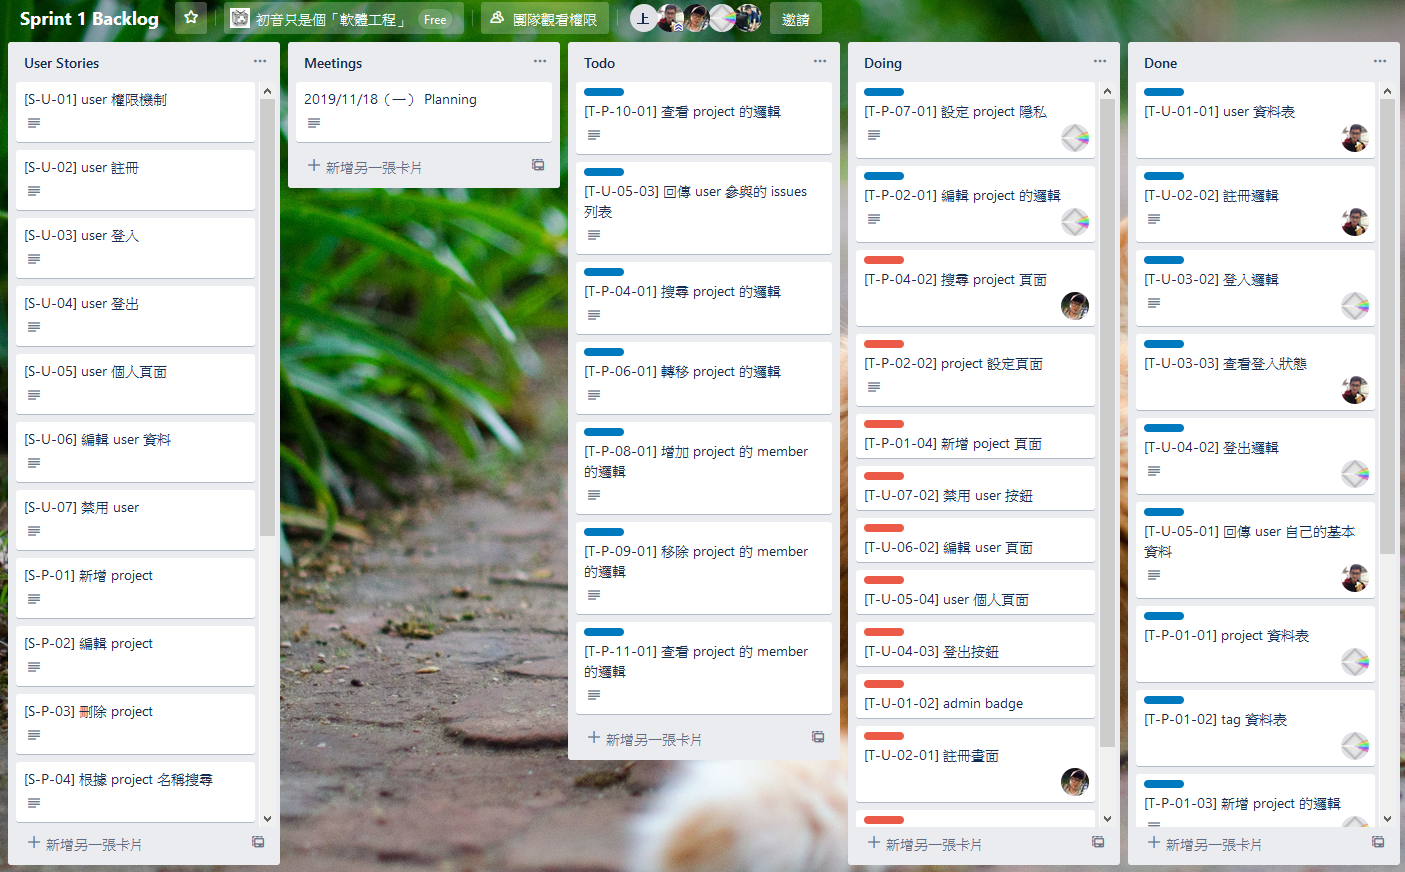 Sprint 1 Backlog
初音只是個「軟體工程」 Free
團隊觀看權限
上
邀請
User Stories
[S-U-01] user 權限機制
[S-U-02] user 註冊
[S-U-03] user 登入
[S-U-04] user 登出
[S-U-05] user 個人頁面
[S-U-06] 編輯 user 資料
[S-U-07] 禁用 user
[S-P-01] 新增 project
[S-P-02] 編輯 project
[S-P-03] 刪除 project
[S-P-04] 根據 project 名稱搜尋
新增另一張卡片
Meetings
2019/11/18（一） Planning
新增另一張卡片
Todo
[T-P-10-01] 查看 project 的邏輯
[T-U-05-03] 回傳 user 參與的 issues
列表
[T-P-04-01] 搜尋 project 的邏輯
[T-P-06-01] 轉移 project 的邏輯
[T-P-08-01] 增加 project 的 member
的邏輯
[T-P-09-01] 移除 project 的 member
的邏輯
[T-P-11-01] 查看 project 的 member
的邏輯
新增另一張卡片
Doing
[T-P-07-01] 設定 project 隱私
[T-P-02-01] 編輯 project 的邏輯
[T-P-04-02] 搜尋 project 頁面
[T-P-02-02] project 設定頁面
[T-P-01-04] 新增 poject 頁面
[T-U-07-02] 禁用 user 按鈕
[T-U-06-02] 編輯 user 頁面
[T-U-05-04] user 個人頁面
[T-U-04-03] 登出按鈕
[T-U-01-02] admin badge
[T-U-02-01] 註冊畫面
新增另一張卡片
Done
[T-U-01-01] user 資料表
[T-U-02-02] 註冊邏輯
[T-U-03-02] 登入邏輯
[T-U-03-03] 查看登入狀態
[T-U-04-02] 登出邏輯
[T-U-05-01] 回傳 user 自己的基本
資料
[T-P-01-01] project 資料表
[T-P-01-02] tag 資料表
[T-P-01-03] 新增 project 的邏輯
新增另一張卡片